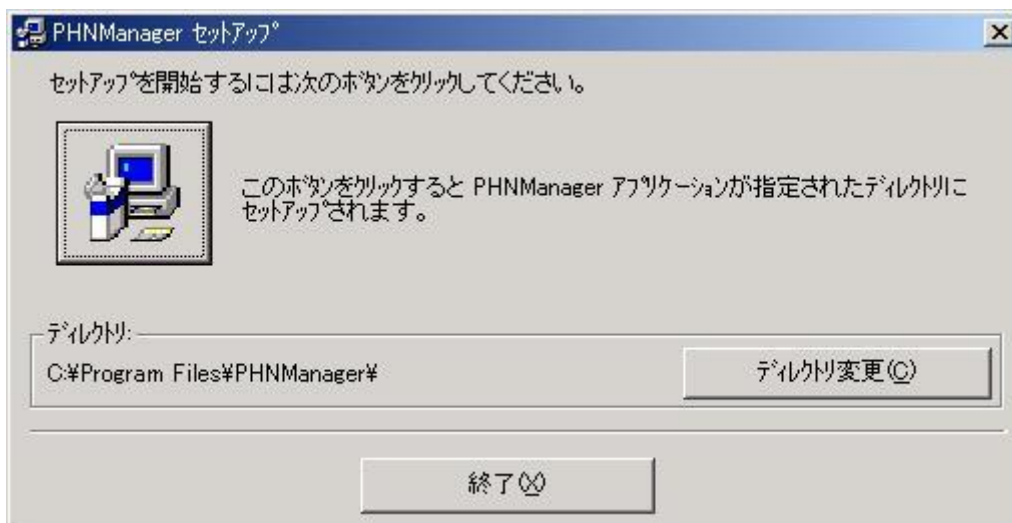 PHNManager ｾｯﾄｱｯﾌﾟ
ｾｯﾄｱｯﾌﾟを開始するには次のﾎﾞﾀﾝをｸﾘｯｸしてください。
このﾎﾞﾀﾝをｸﾘｯｸすると PHNManager ｱﾌﾟﾘｹｰｼｮﾝが指定されたﾃﾞｨﾚｸﾄﾘに
ｾｯﾄｱｯﾌﾟされます。
ﾃﾞｨﾚｸﾄﾘ:
C:¥Program Files¥PHNManager¥
ﾃﾞｨﾚｸﾄﾘ変更(C)
終了(X)